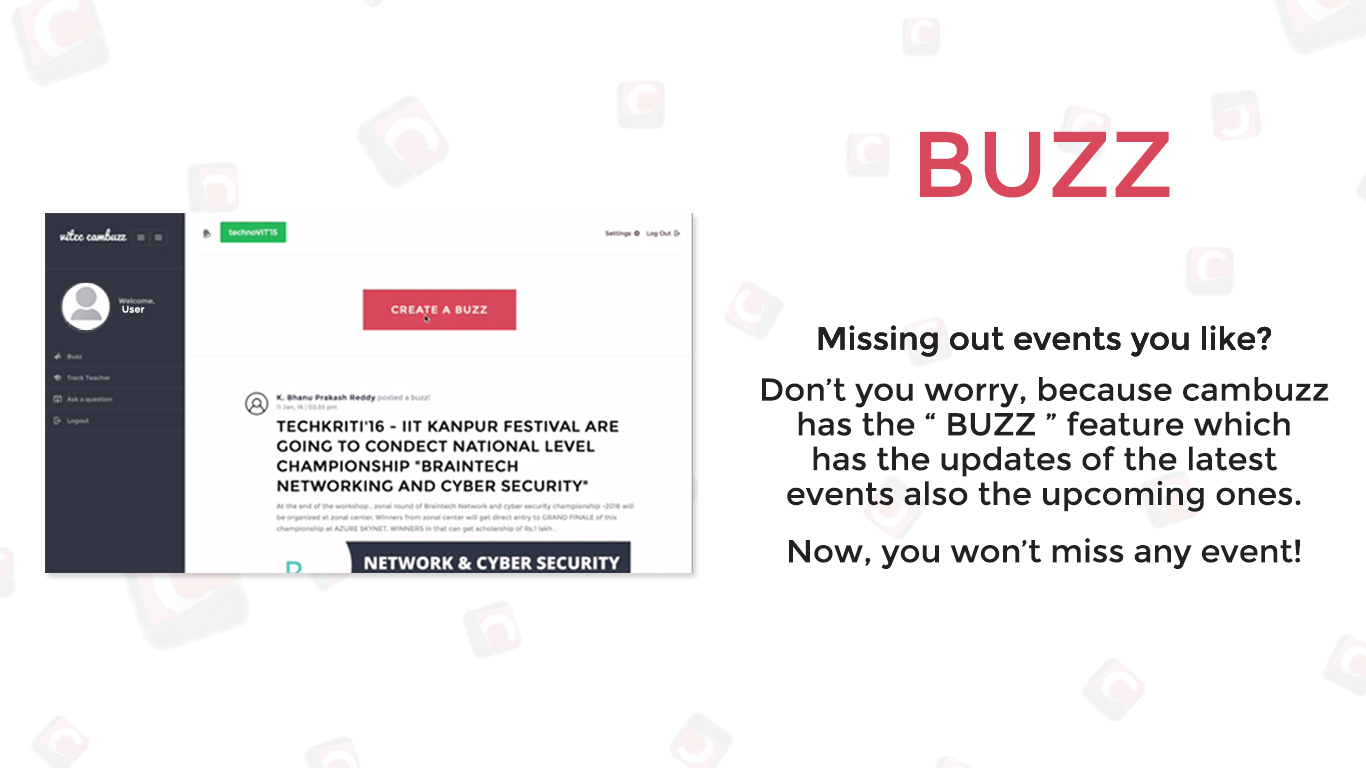 BUZZ
Missing out events you like?
Don't you worry, because cambuzz
has the “ BUZZ ” feature which
has the updates of the latest
events also the upcoming ones.
Now, you won't miss any event!
vitcc cambuzz
technoVIT'15
Settings
Log Out
Welcome,
User
Buzz
Track Teacher
Ask a question
Logout
CREATE A BUZZ
K. Bhanu Prakash Reddy posted a buzz!
11 Jan, 16 | 02:33 pm
TECHKRITI'16 - IIT KANPUR FESTIVAL ARE
GOING TO CONDECT NATIONAL LEVEL
CHAMPIONSHIP "BRAINTECH
NETWORKING AND CYBER SECURITY"
At the end of the workshop , zonal round of Braintech Network and cyber security championship -2016 will
be organized at zonal center. Winners from zonal center will get direct entry to GRAND FINALE of this
championship at AZURE SKYNET. WINNERS in that can get scholarship of Rs.1 lakh .
NETWORK & CYBER SECURITY